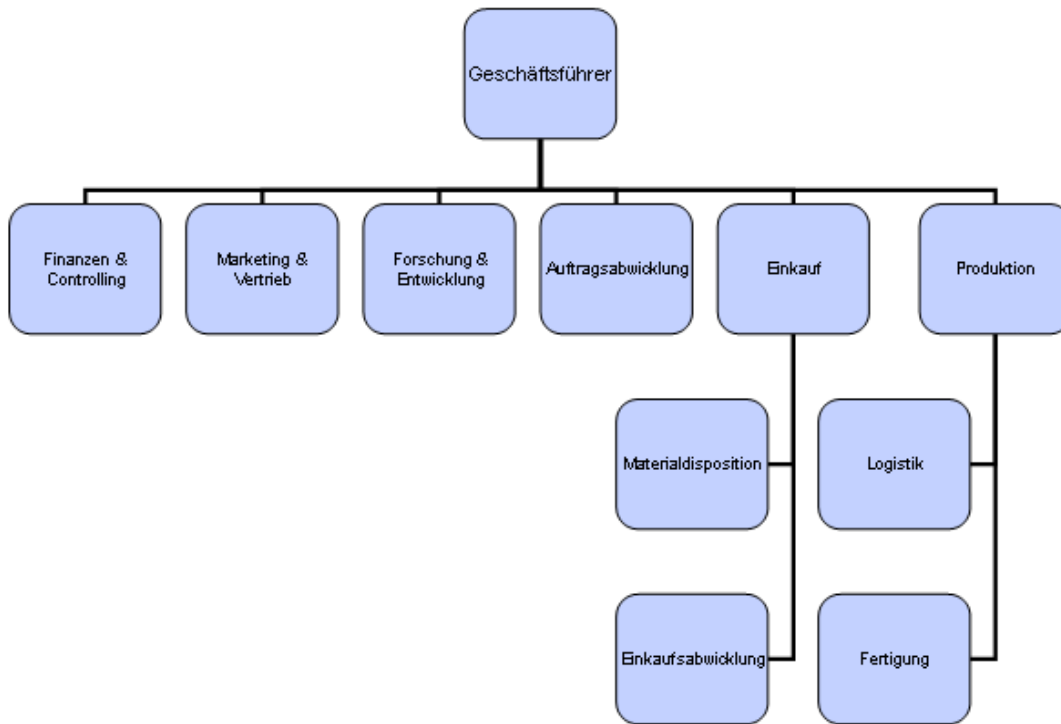 Geschäftsführer
Finanzen &
Controlling
Marketing &
Vertrieb
Forschung &
Entwicklung
Auftragsabwicklung
Einkauf
Produktion
Materialdisposition
Logistik
Einkaufsabwicklung
Fertigung